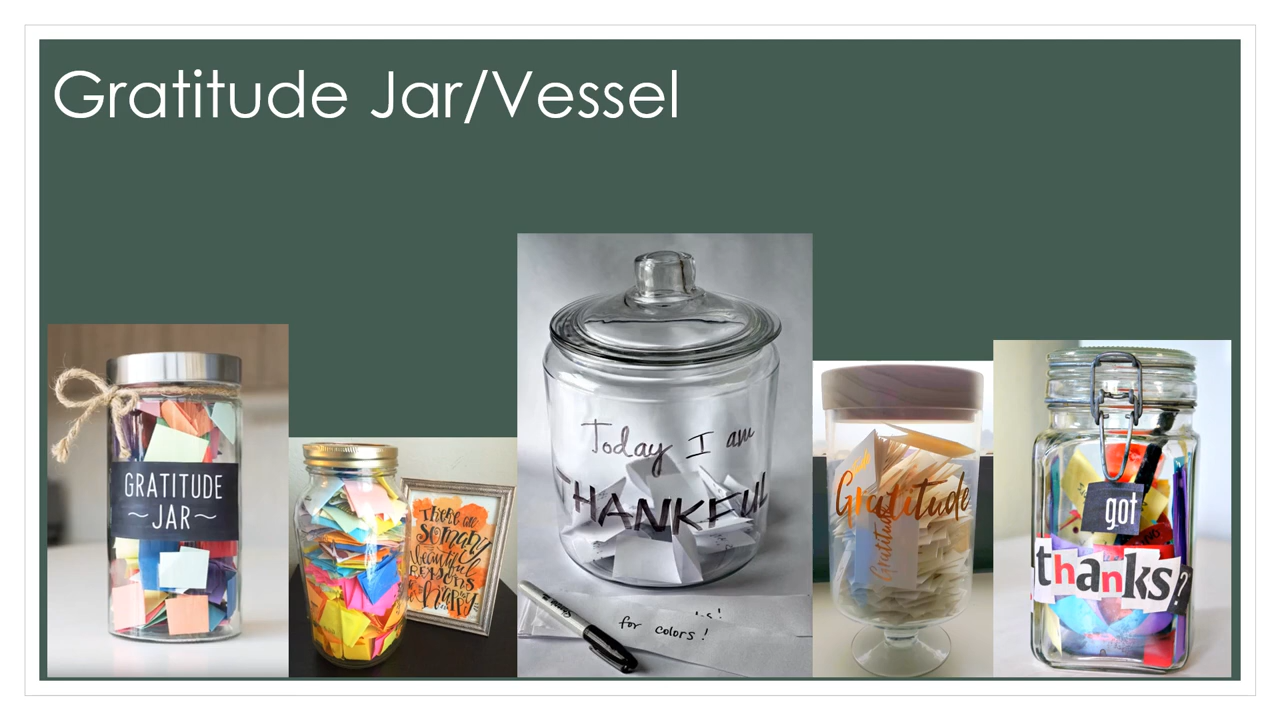 Gratitude Jar/Vessel
GRATITUDE
~JAR~
There are
so many
beautiful
REASONS
to be
happy
Today I am
THANKFUL
for colors!
Gratitude
Gratitude
got
thanks?